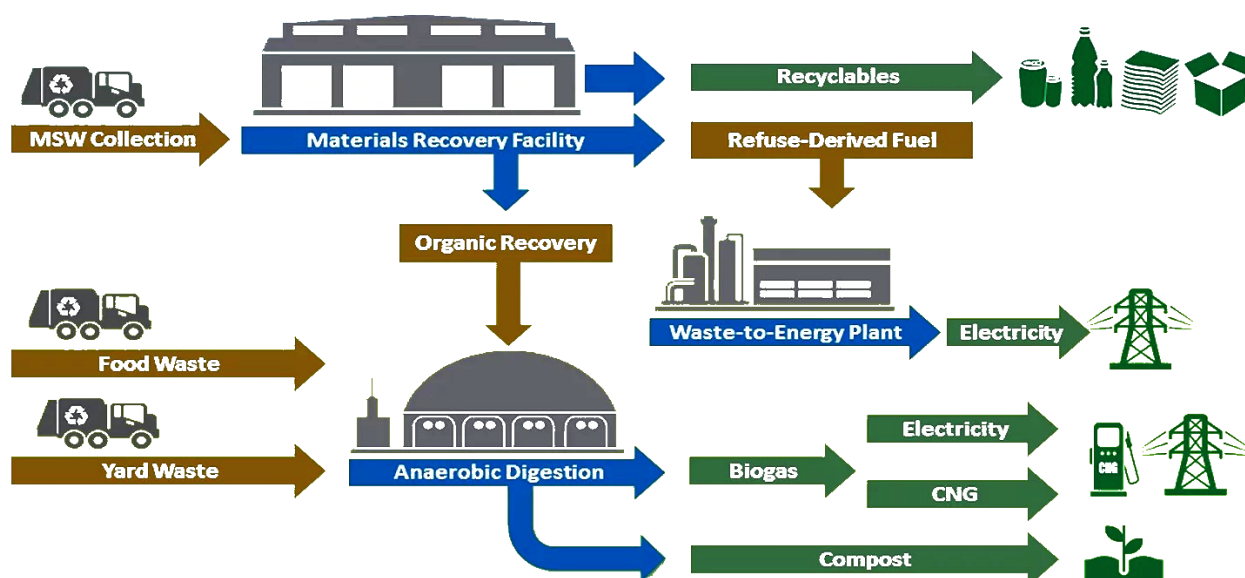 Recyclables
MSW Collection
Materials Recovery Facility
Refuse-Derived Fuel
Organic Recovery
Waste-to-Energy Plant
Electricity
Food Waste
Yard Waste
Anaerobic Digestion
Biogas
Electricity
CNG
CNG
Compost